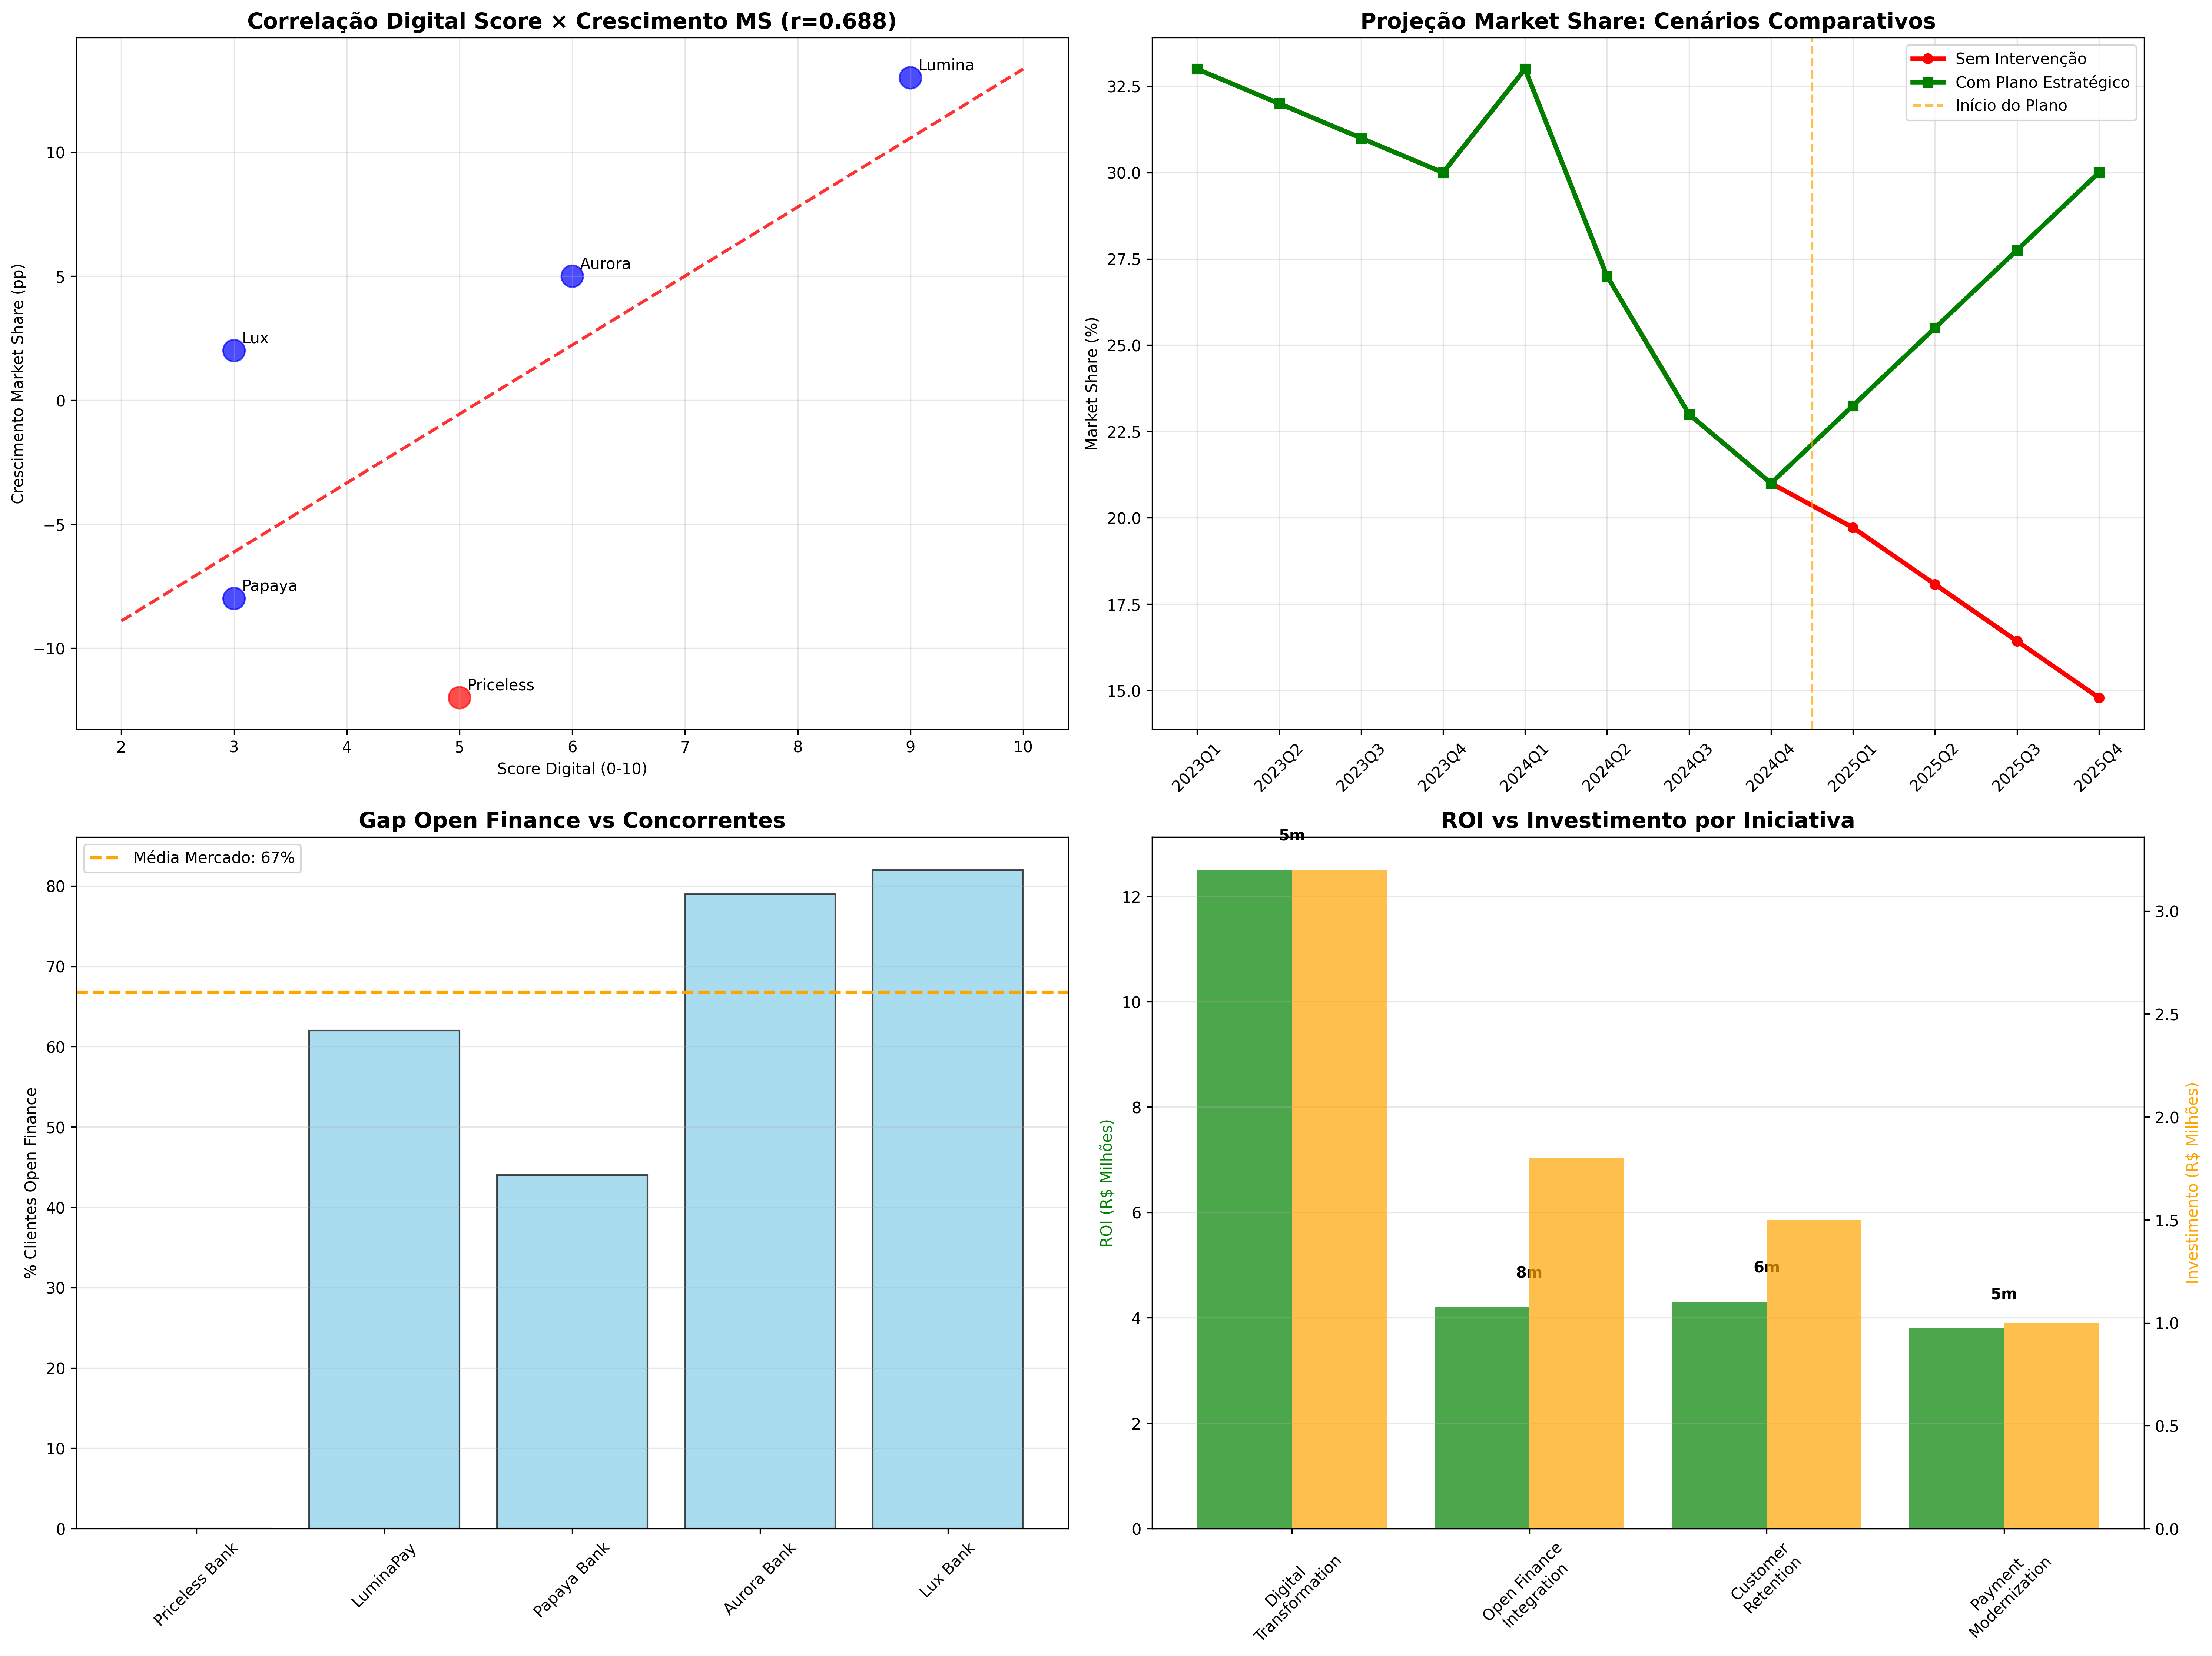 Correlação Digital Score × Crescimento MS (r=0.688)
Crescimento Market Share (pp)
10
5
0
−5
−10
Lumina
Aurora
Lux
Papaya
Priceless
2 3 4 5 6 7 8 9 10
Score Digital (0-10)
Projeção Market Share: Cenários Comparativos
Sem Intervenção
Com Plano Estratégico
Início do Plano
Market Share (%)
32.5
30.0
27.5
25.0
22.5
20.0
17.5
15.0
2023Q1 2023Q2 2023Q3 2023Q4 2024Q1 2024Q2 2024Q3 2024Q4 2025Q1 2025Q2 2025Q3 2025Q4
Gap Open Finance vs Concorrentes
Média Mercado: 67%
% Clientes Open Finance
80
70
60
50
40
30
20
10
0
Priceless Bank
LuminaPay
Papaya Bank
Aurora Bank
Lux Bank
ROI vs Investimento por Iniciativa
ROI (R$ Milhões)
12
10
8
6
4
2
0
5m
8m
6m
5m
3.0
2.5
2.0
1.5
1.0
0.5
0.0
Investimento (R$ Milhões)
Digital
Transformation
Open Finance
Integration
Customer
Retention
Payment
Modernization